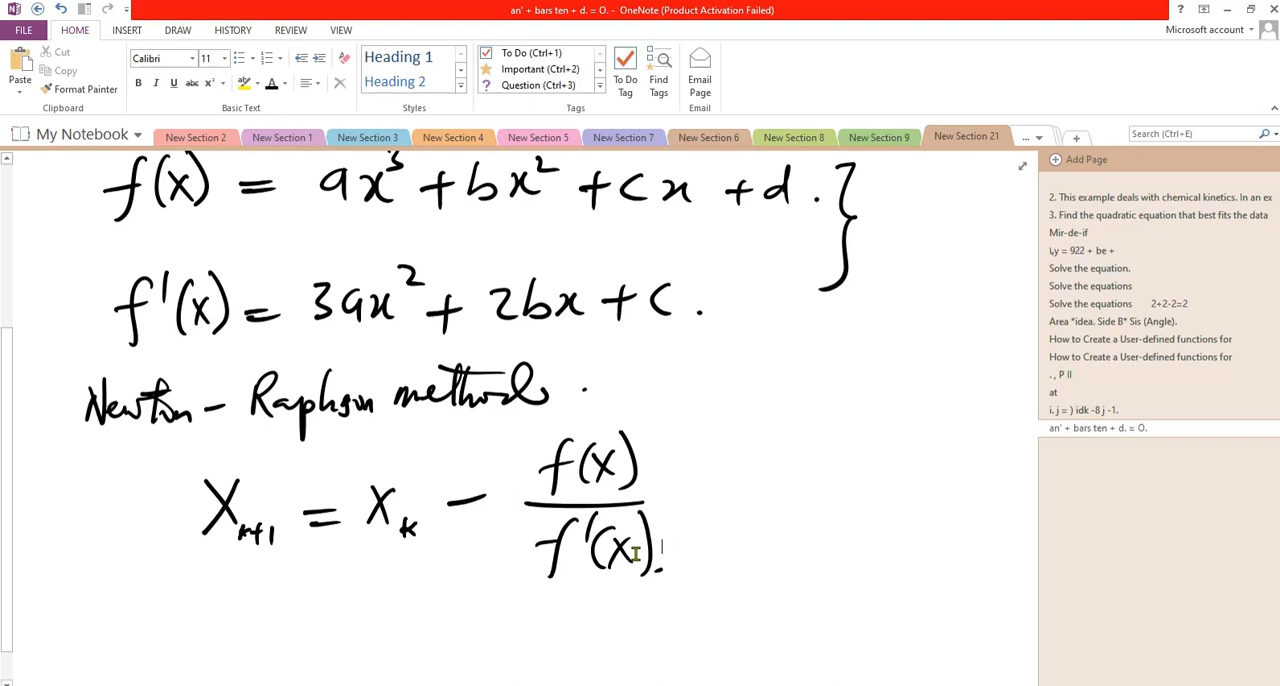 an' + bars ten + d. = O. - OneNote (Product Activation Failed)
FILE HOME INSERT DRAW HISTORY REVIEW VIEW
Microsoft account
Paste
Cut
Copy
Format Painter
Clipboard
Calibri 11
B I U abc x² A
Basic Text
Heading 1
Heading 2
Styles
To Do (Ctrl+1)
Important (Ctrl+2)
Question (Ctrl+3)
Tags
To Do Tag
Find Tags
Email Page
Email
My Notebook
New Section 2 New Section 1 New Section 3 New Section 4 New Section 5 New Section 7 New Section 6 New Section 8 New Section 9 New Section 21 ...
Search (Ctrl+E)
f(x) = ax³ + bx² + cx + d . }
f'(x) = 3ax² + 2bx + c .
Newton - Raphson methods .
Xₖ₊₁ = Xₖ - f(x) / f'(x) .
Add Page
2. This example deals with chemical kinetics. In an ex
3. Find the quadratic equation that best fits the data
Mir-de-if
I,y = 922 + be +
Solve the equation.
Solve the equations
Solve the equations 2+2-2=2
Area *idea. Side B* Sis (Angle).
How to Create a User-defined functions for
How to Create a User-defined functions for
. , P II
at
i. j = ) idk -8 j -1.
an' + bars ten + d. = O.